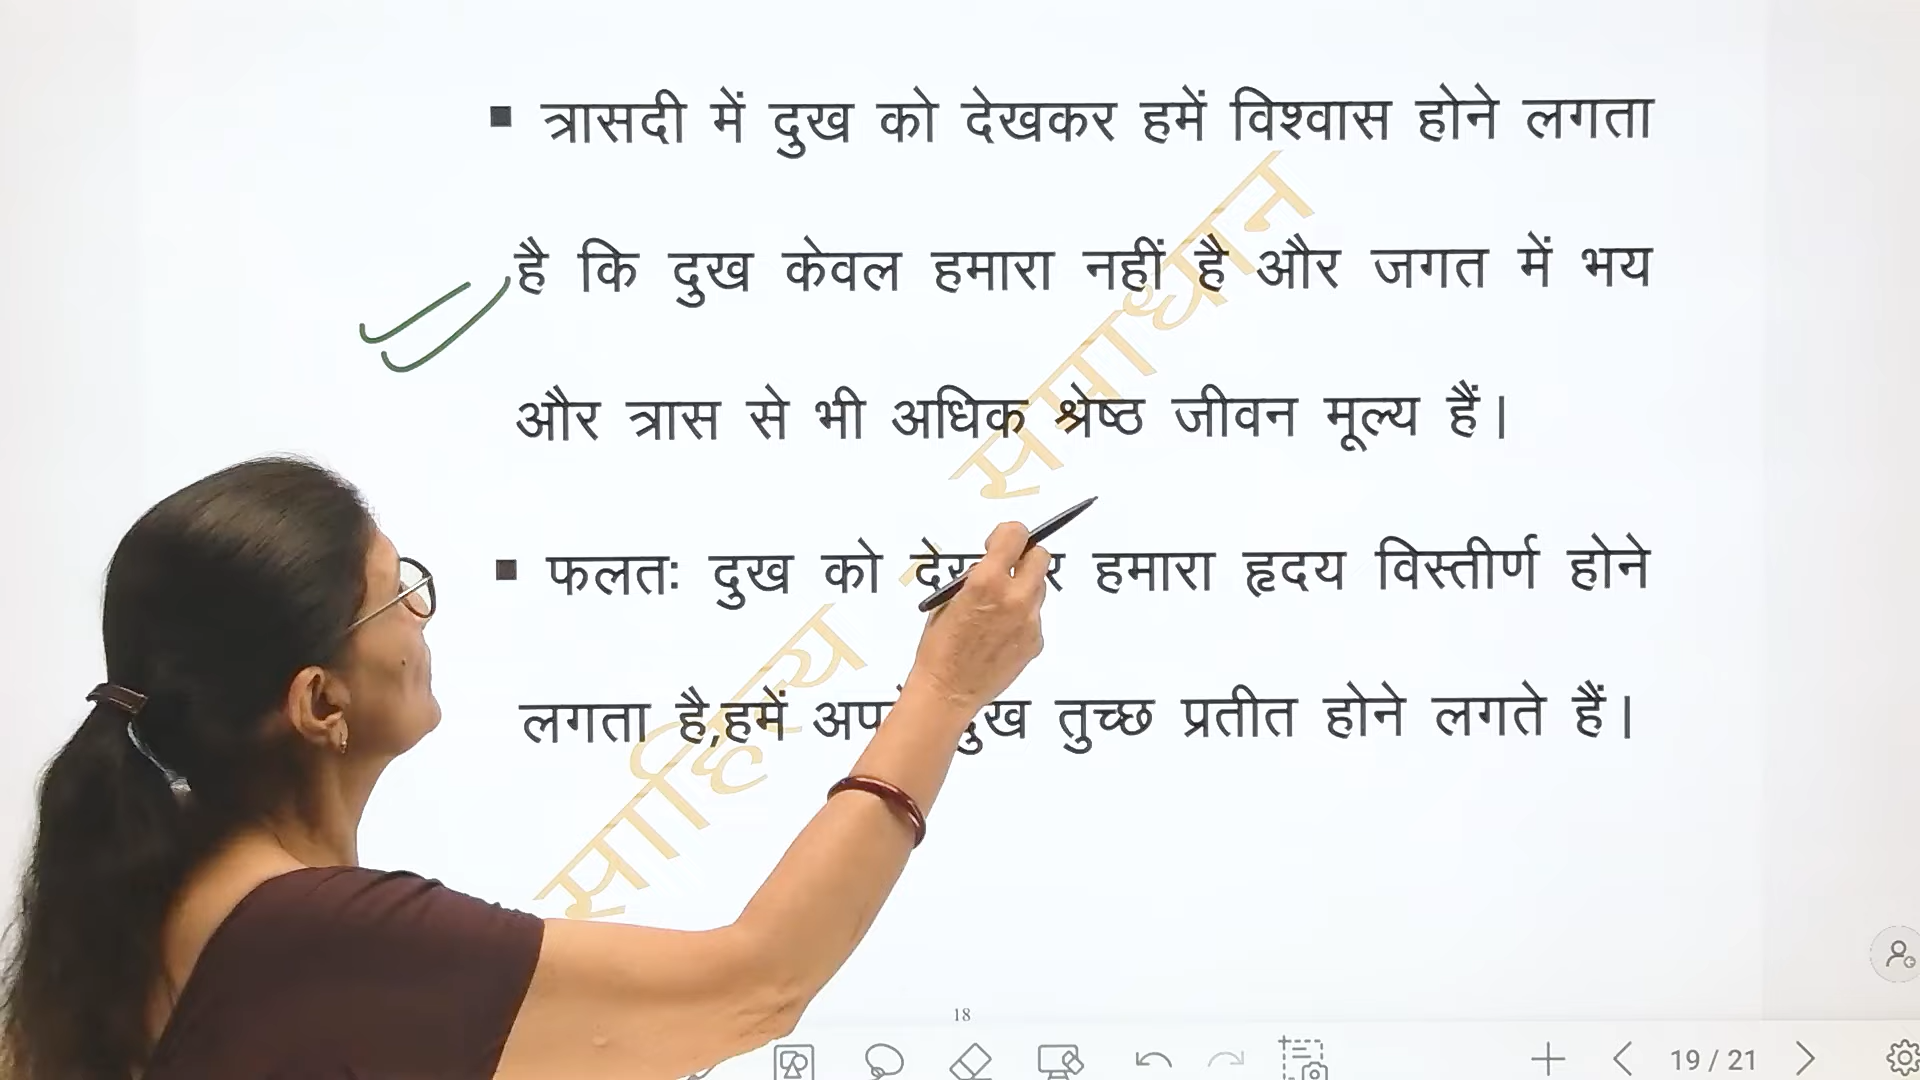 ▪ त्रासदी में दुख को देखकर हमें विश्वास होने लगता
है कि दुख केवल हमारा नहीं है और जगत में भय
और त्रास से भी अधिक श्रेष्ठ जीवन मूल्य हैं।
▪ फलतः दुख को हमारा हृदय विस्तीर्ण होने
लगता है,हमें दुख तुच्छ प्रतीत होने लगते हैं।
साहित्य समाधान
18
19 / 21